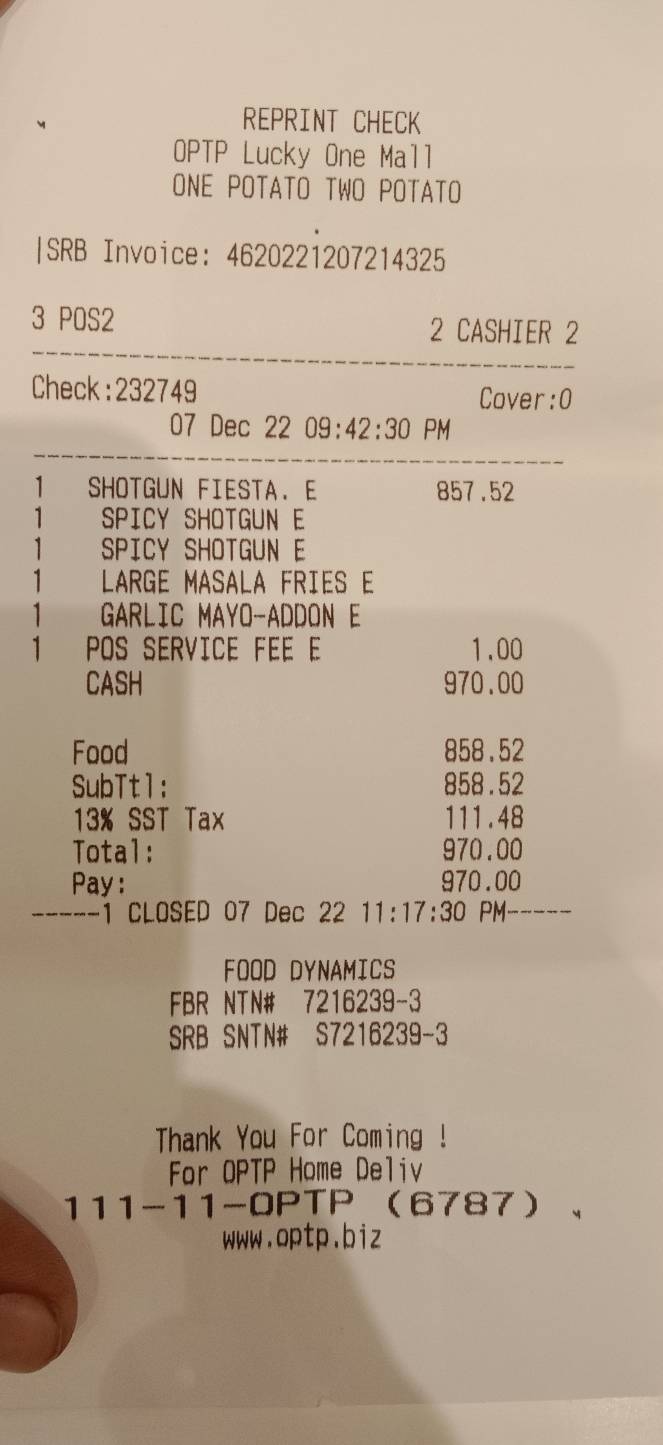 REPRINT CHECK
OPTP Lucky One Mall
ONE POTATO TWO POTATO
|SRB Invoice: 4620221207214325
3 POS2 2 CASHIER 2
--------------------------------------------
Check:232749 Cover:0
07 Dec 22 09:42:30 PM
--------------------------------------------
1 SHOTGUN FIESTA. E 857.52
1 SPICY SHOTGUN E
1 SPICY SHOTGUN E
1 LARGE MASALA FRIES E
1 GARLIC MAYO-ADDON E
1 POS SERVICE FEE E 1.00
CASH 970.00
Food 858.52
SubTtl: 858.52
13% SST Tax 111.48
Total: 970.00
Pay: 970.00
-----1 CLOSED 07 Dec 22 11:17:30 PM-----
FOOD DYNAMICS
FBR NTN# 7216239-3
SRB SNTN# S7216239-3
Thank You For Coming !
For OPTP Home Deliv
111-11-OPTP (6787)
www.optp.biz